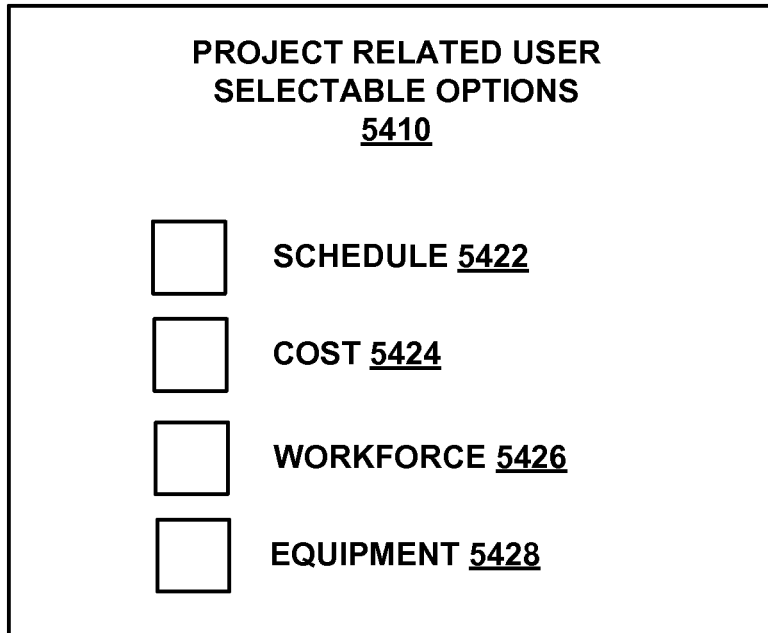 PROJECT RELATED USER
SELECTABLE OPTIONS
5410
SCHEDULE 5422
COST 5424
WORKFORCE 5426
EQUIPMENT 5428